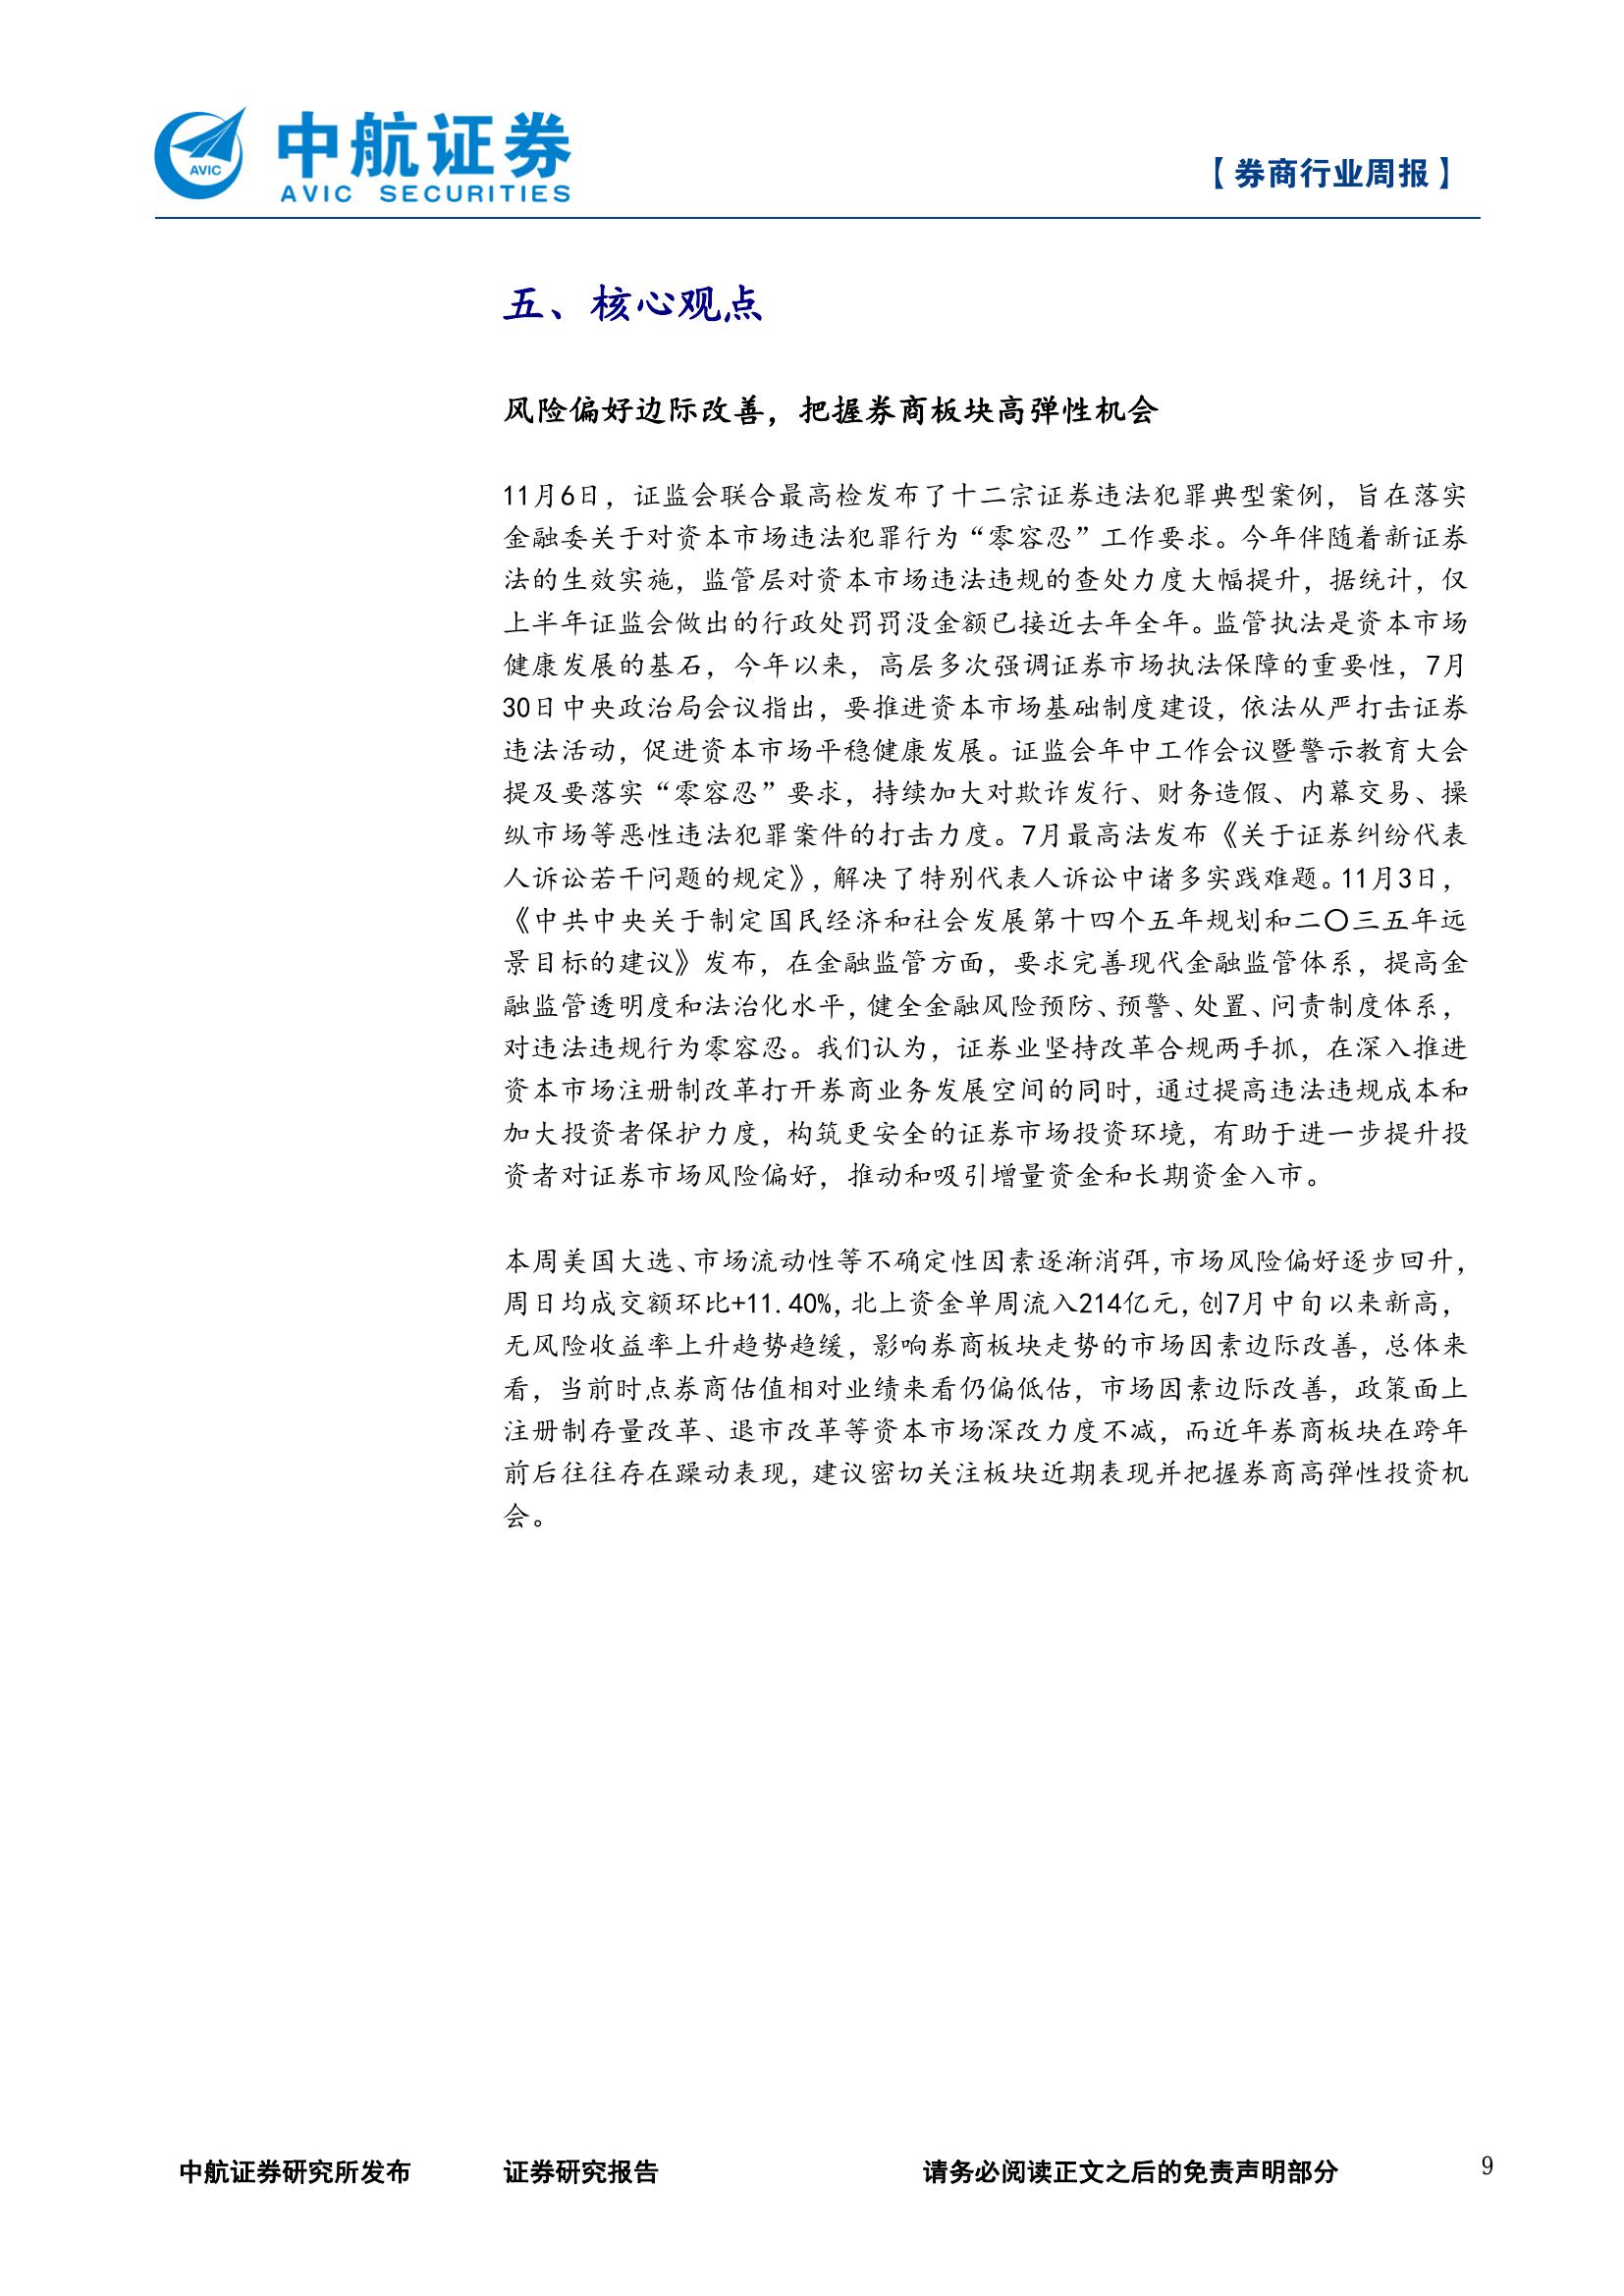 AVIC
中航证券
AVIC SECURITIES
【券商行业周报】
五、核心观点
风险偏好边际改善，把握券商板块高弹性机会
11月6日，证监会联合最高检发布了十二宗证券违法犯罪典型案例，旨在落实
金融委关于对资本市场违法犯罪行为“零容忍”工作要求。今年伴随着新证券
法的生效实施，监管层对资本市场违法违规的查处力度大幅提升，据统计，仅
上半年证监会做出的行政处罚罚没金额已接近去年全年。监管执法是资本市场
健康发展的基石，今年以来，高层多次强调证券市场执法保障的重要性，7月
30日中央政治局会议指出，要推进资本市场基础制度建设，依法从严打击证券
违法活动，促进资本市场平稳健康发展。证监会年中工作会议暨警示教育大会
提及要落实“零容忍”要求，持续加大对欺诈发行、财务造假、内幕交易、操
纵市场等恶性违法犯罪案件的打击力度。7月最高法发布《关于证券纠纷代表
人诉讼若干问题的规定》，解决了特别代表人诉讼中诸多实践难题。11月3日，
《中共中央关于制定国民经济和社会发展第十四个五年规划和二〇三五年远
景目标的建议》发布，在金融监管方面，要求完善现代金融监管体系，提高金
融监管透明度和法治化水平，健全金融风险预防、预警、处置、问责制度体系，
对违法违规行为零容忍。我们认为，证券业坚持改革合规两手抓，在深入推进
资本市场注册制改革打开券商业务发展空间的同时，通过提高违法违规成本和
加大投资者保护力度，构筑更安全的证券市场投资环境，有助于进一步提升投
资者对证券市场风险偏好，推动和吸引增量资金和长期资金入市。
本周美国大选、市场流动性等不确定性因素逐渐消弭，市场风险偏好逐步回升，
周日均成交额环比+11.40%，北上资金单周流入214亿元，创7月中旬以来新高，
无风险收益率上升趋势趋缓，影响券商板块走势的市场因素边际改善，总体来
看，当前时点券商估值相对业绩来看仍偏低估，市场因素边际改善，政策面上
注册制存量改革、退市改革等资本市场深改力度不减，而近年券商板块在跨年
前后往往存在躁动表现，建议密切关注板块近期表现并把握券商高弹性投资机
会。
中航证券研究所发布 证券研究报告 请务必阅读正文之后的免责声明部分 9